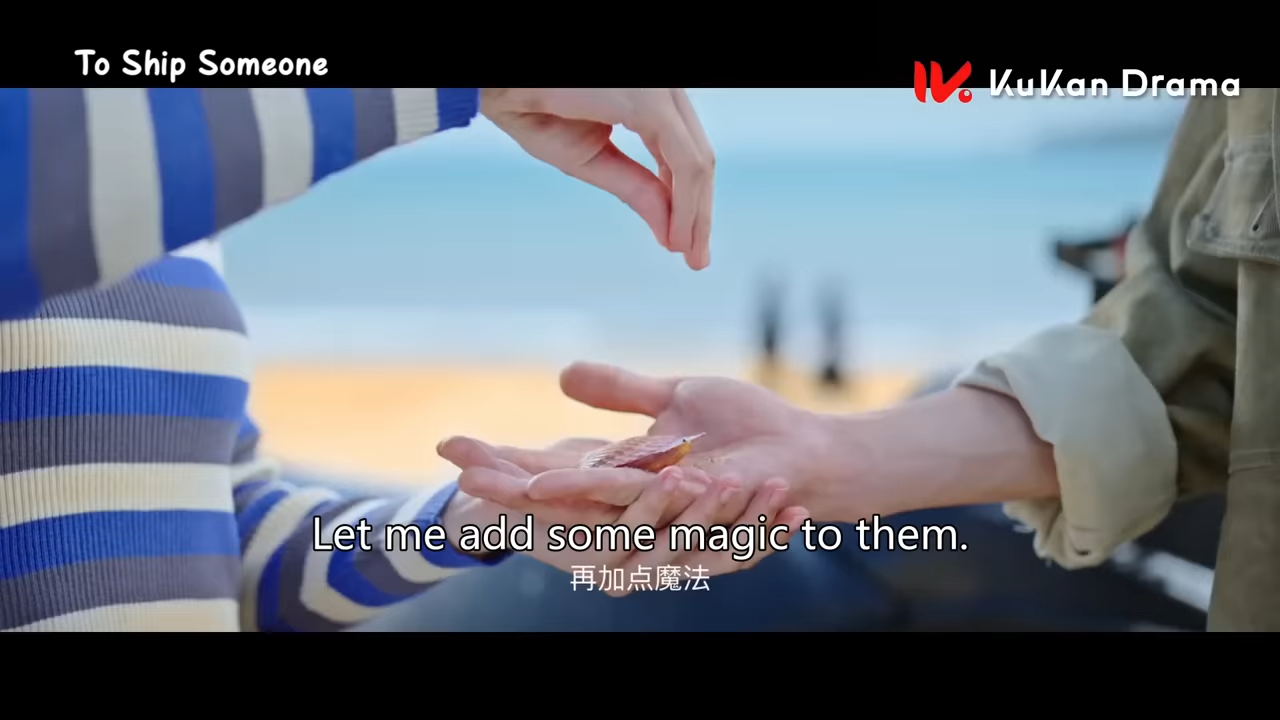 To Ship Someone
KuKan Drama
Let me add some magic to them.
再加点魔法